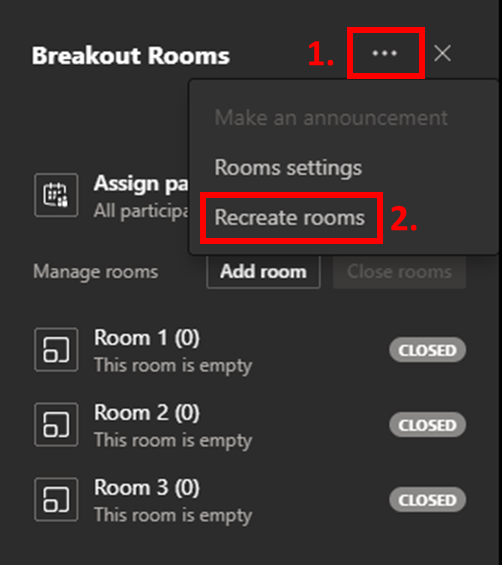 Breakout Rooms
1.
...
Make an announcement
Rooms settings
Recreate rooms
2.
Assign pa
All participa
Manage rooms
Add room
Close rooms
Room 1 (0)
This room is empty
CLOSED
Room 2 (0)
This room is empty
CLOSED
Room 3 (0)
This room is empty
CLOSED